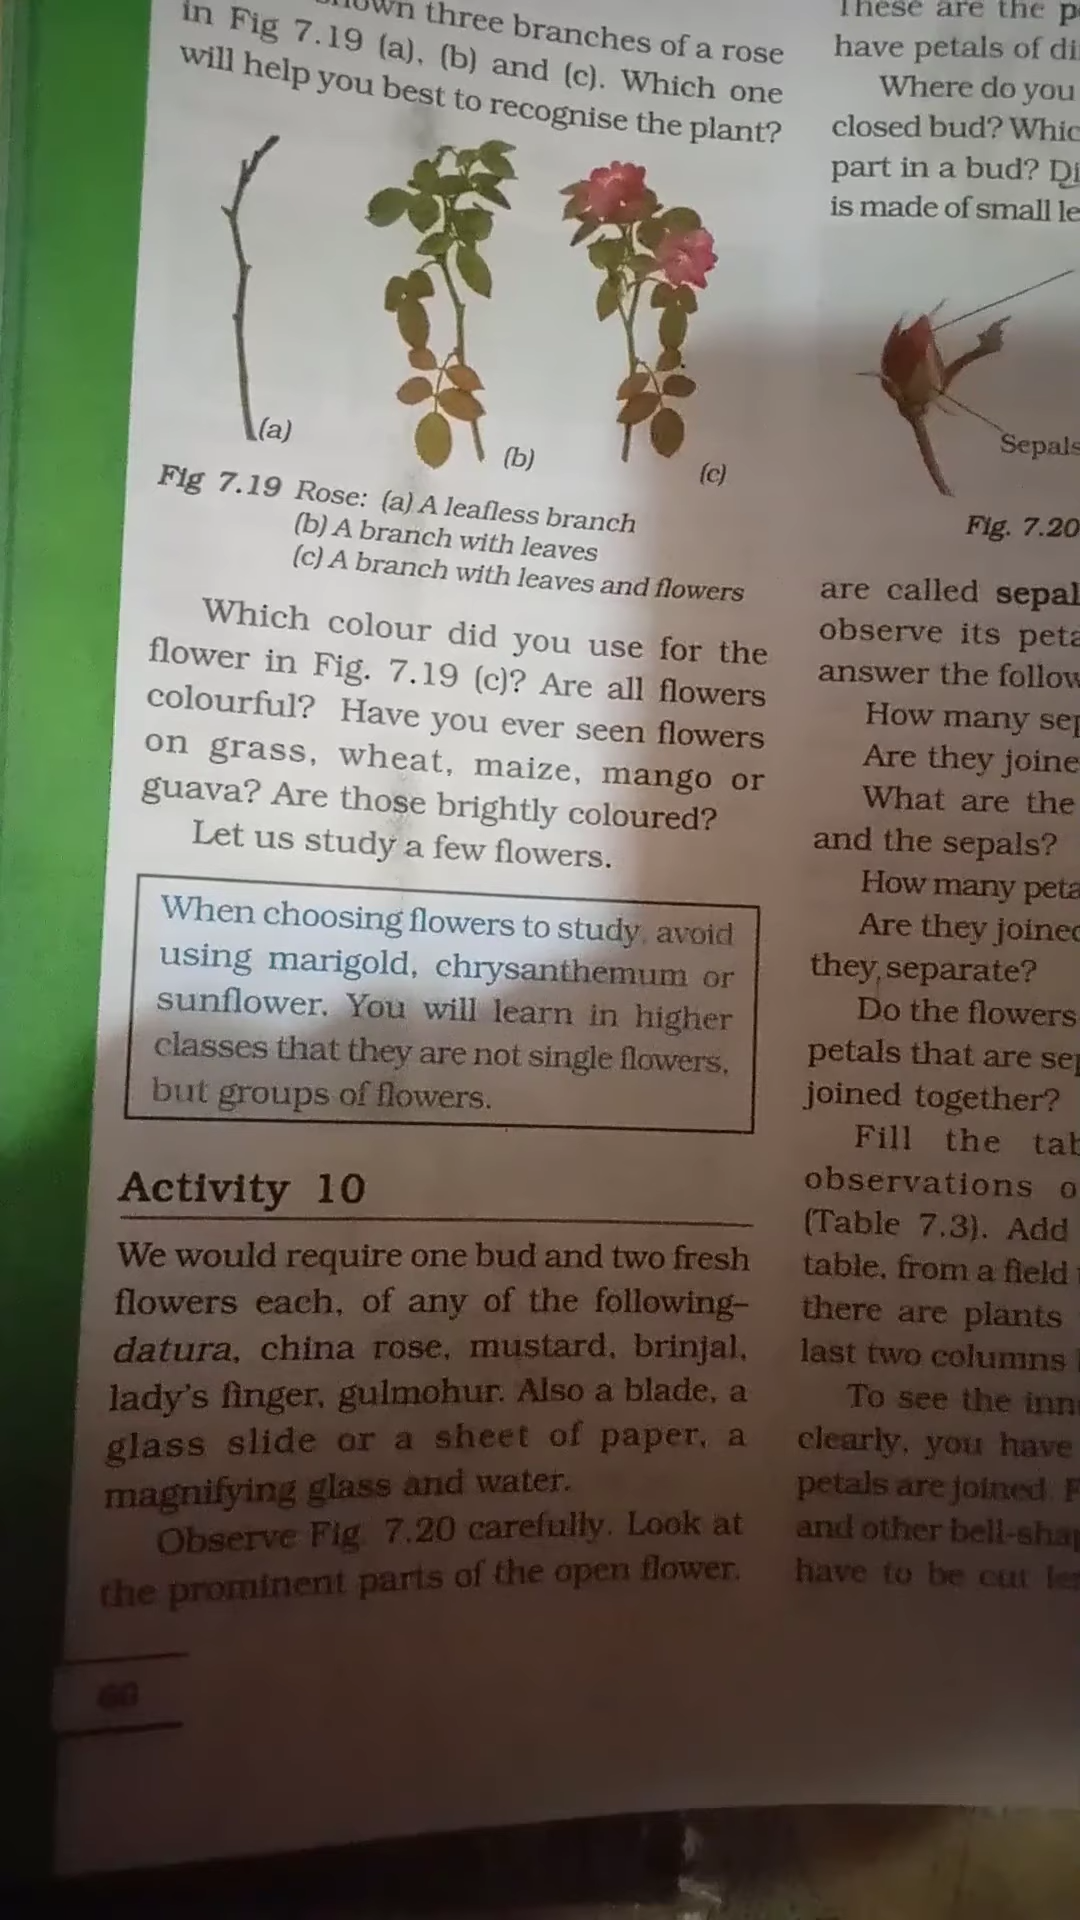 three branches of a rose
in Fig 7.19 (a), (b) and (c). Which one
will help you best to recognise the plant?
(a)
(b)
(c)
Fig 7.19 Rose: (a) A leafless branch
(b) A branch with leaves
(c) A branch with leaves and flowers
Which colour did you use for the
flower in Fig. 7.19 (c)? Are all flowers
colourful? Have you ever seen flowers
on grass, wheat, maize, mango or
guava? Are those brightly coloured?
Let us study a few flowers.
When choosing flowers to study, avoid
using marigold, chrysanthemum or
sunflower. You will learn in higher
classes that they are not single flowers,
but groups of flowers.
Activity 10
We would require one bud and two fresh
flowers each, of any of the following–
datura, china rose, mustard, brinjal,
lady's finger, gulmohur. Also a blade, a
glass slide or a sheet of paper, a
magnifying glass and water.
Observe Fig. 7.20 carefully. Look at
the prominent parts of the open flower.
60
These are the
have petals of
Where do you
closed bud?
part in a bud?
is made of small
Sepals
Fig. 7.20
are called
observe its
answer the
How many
Are they
What are the
and the sepals?
How many
Are they
they separate?
Do the flowers
petals that are
joined together?
Fill the
observations
(Table 7.3). Add
table, from a field
there are plants
last two columns
To see the
clearly, you have
petals are joined.
and other
have to be cut